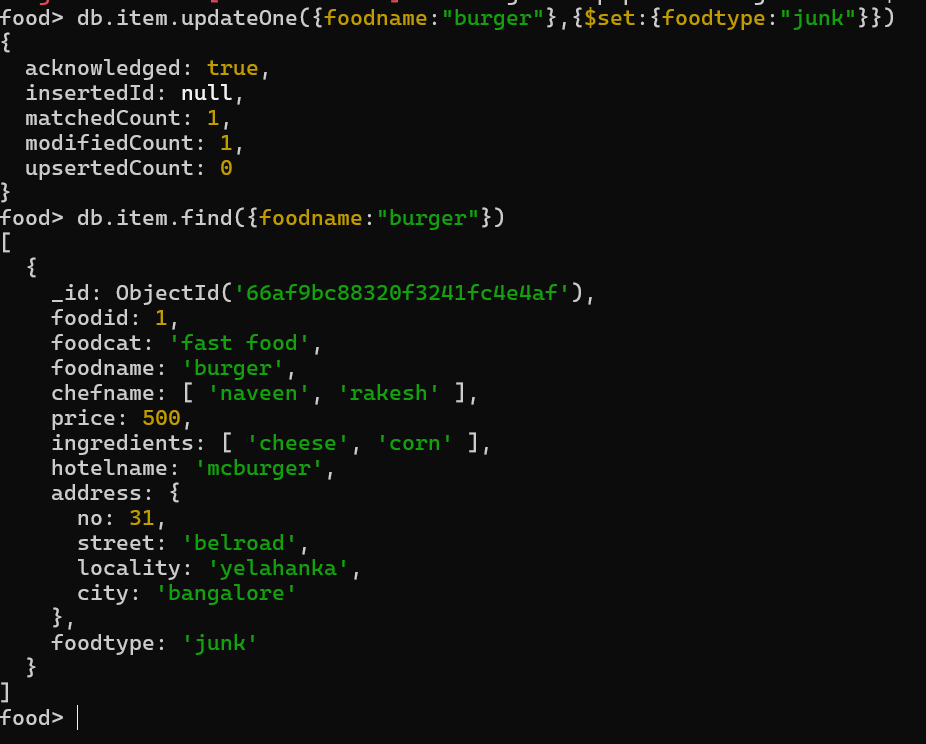 food> db.item.updateOne({foodname:"burger"},{$set:{foodtype:"junk"}})
{
  acknowledged: true,
  insertedId: null,
  matchedCount: 1,
  modifiedCount: 1,
  upsertedCount: 0
}
food> db.item.find({foodname:"burger"})
[
  {
    _id: ObjectId('66af9bc88320f3241fc4e4af'),
    foodid: 1,
    foodcat: 'fast food',
    foodname: 'burger',
    chefname: [ 'naveen', 'rakesh' ],
    price: 500,
    ingredients: [ 'cheese', 'corn' ],
    hotelname: 'mcburger',
    address: {
      no: 31,
      street: 'belroad',
      locality: 'yelahanka',
      city: 'bangalore'
    },
    foodtype: 'junk'
  }
]
food>